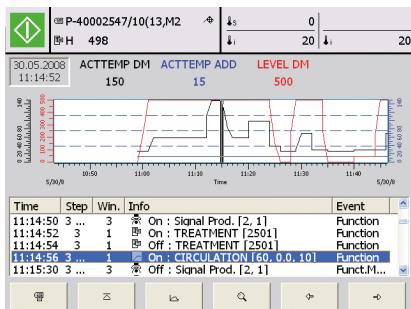 P-40002547/10(13,M2
H 498
S 0
i 20 i 20
30.05.2008
11:14:52
ACTTEMP DM ACTTEMP ADD LEVEL DM
150 15 500
10:50 11:00 11:10 11:20 11:30 11:40
5/30/8 Time 5/30/8
Time Step Win. Info Event
11:14:50 3 ... 3 On : Signal Prod. [2, 1] Function
11:14:52 3 1 On : TREATMENT [2501] Function
11:14:54 3 1 Off : TREATMENT [2501] Function
11:14:56 3 ... 1 On : CIRCULATION [60, 0.0, 10] Function
11:15:30 3 ... 3 Off : Signal Prod. [2, 1] Funct.M...